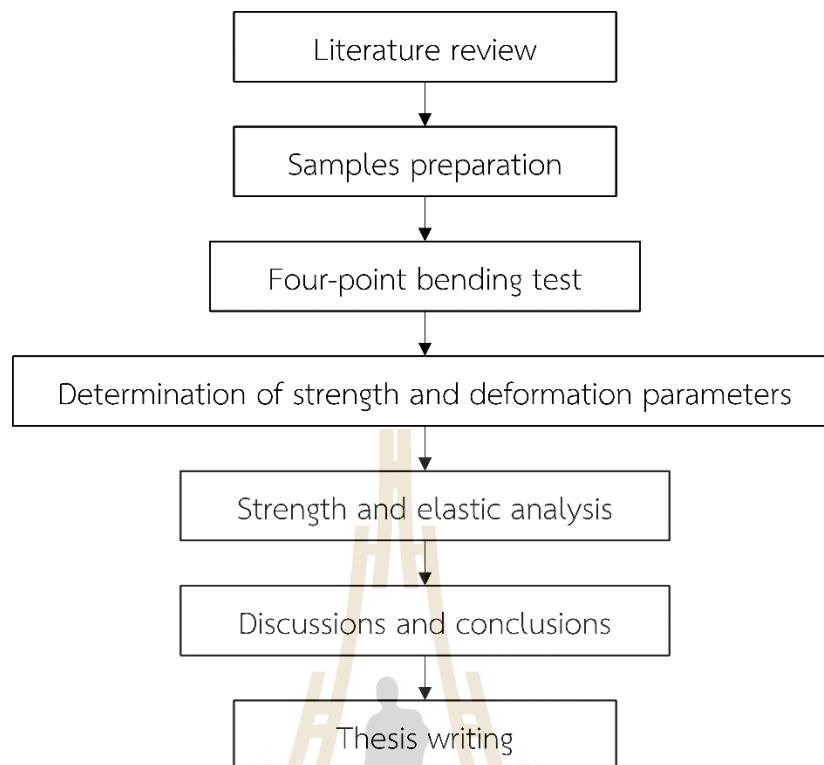 Literature review
Samples preparation
Four-point bending test
Determination of strength and deformation parameters
Strength and elastic analysis
Discussions and conclusions
Thesis writing